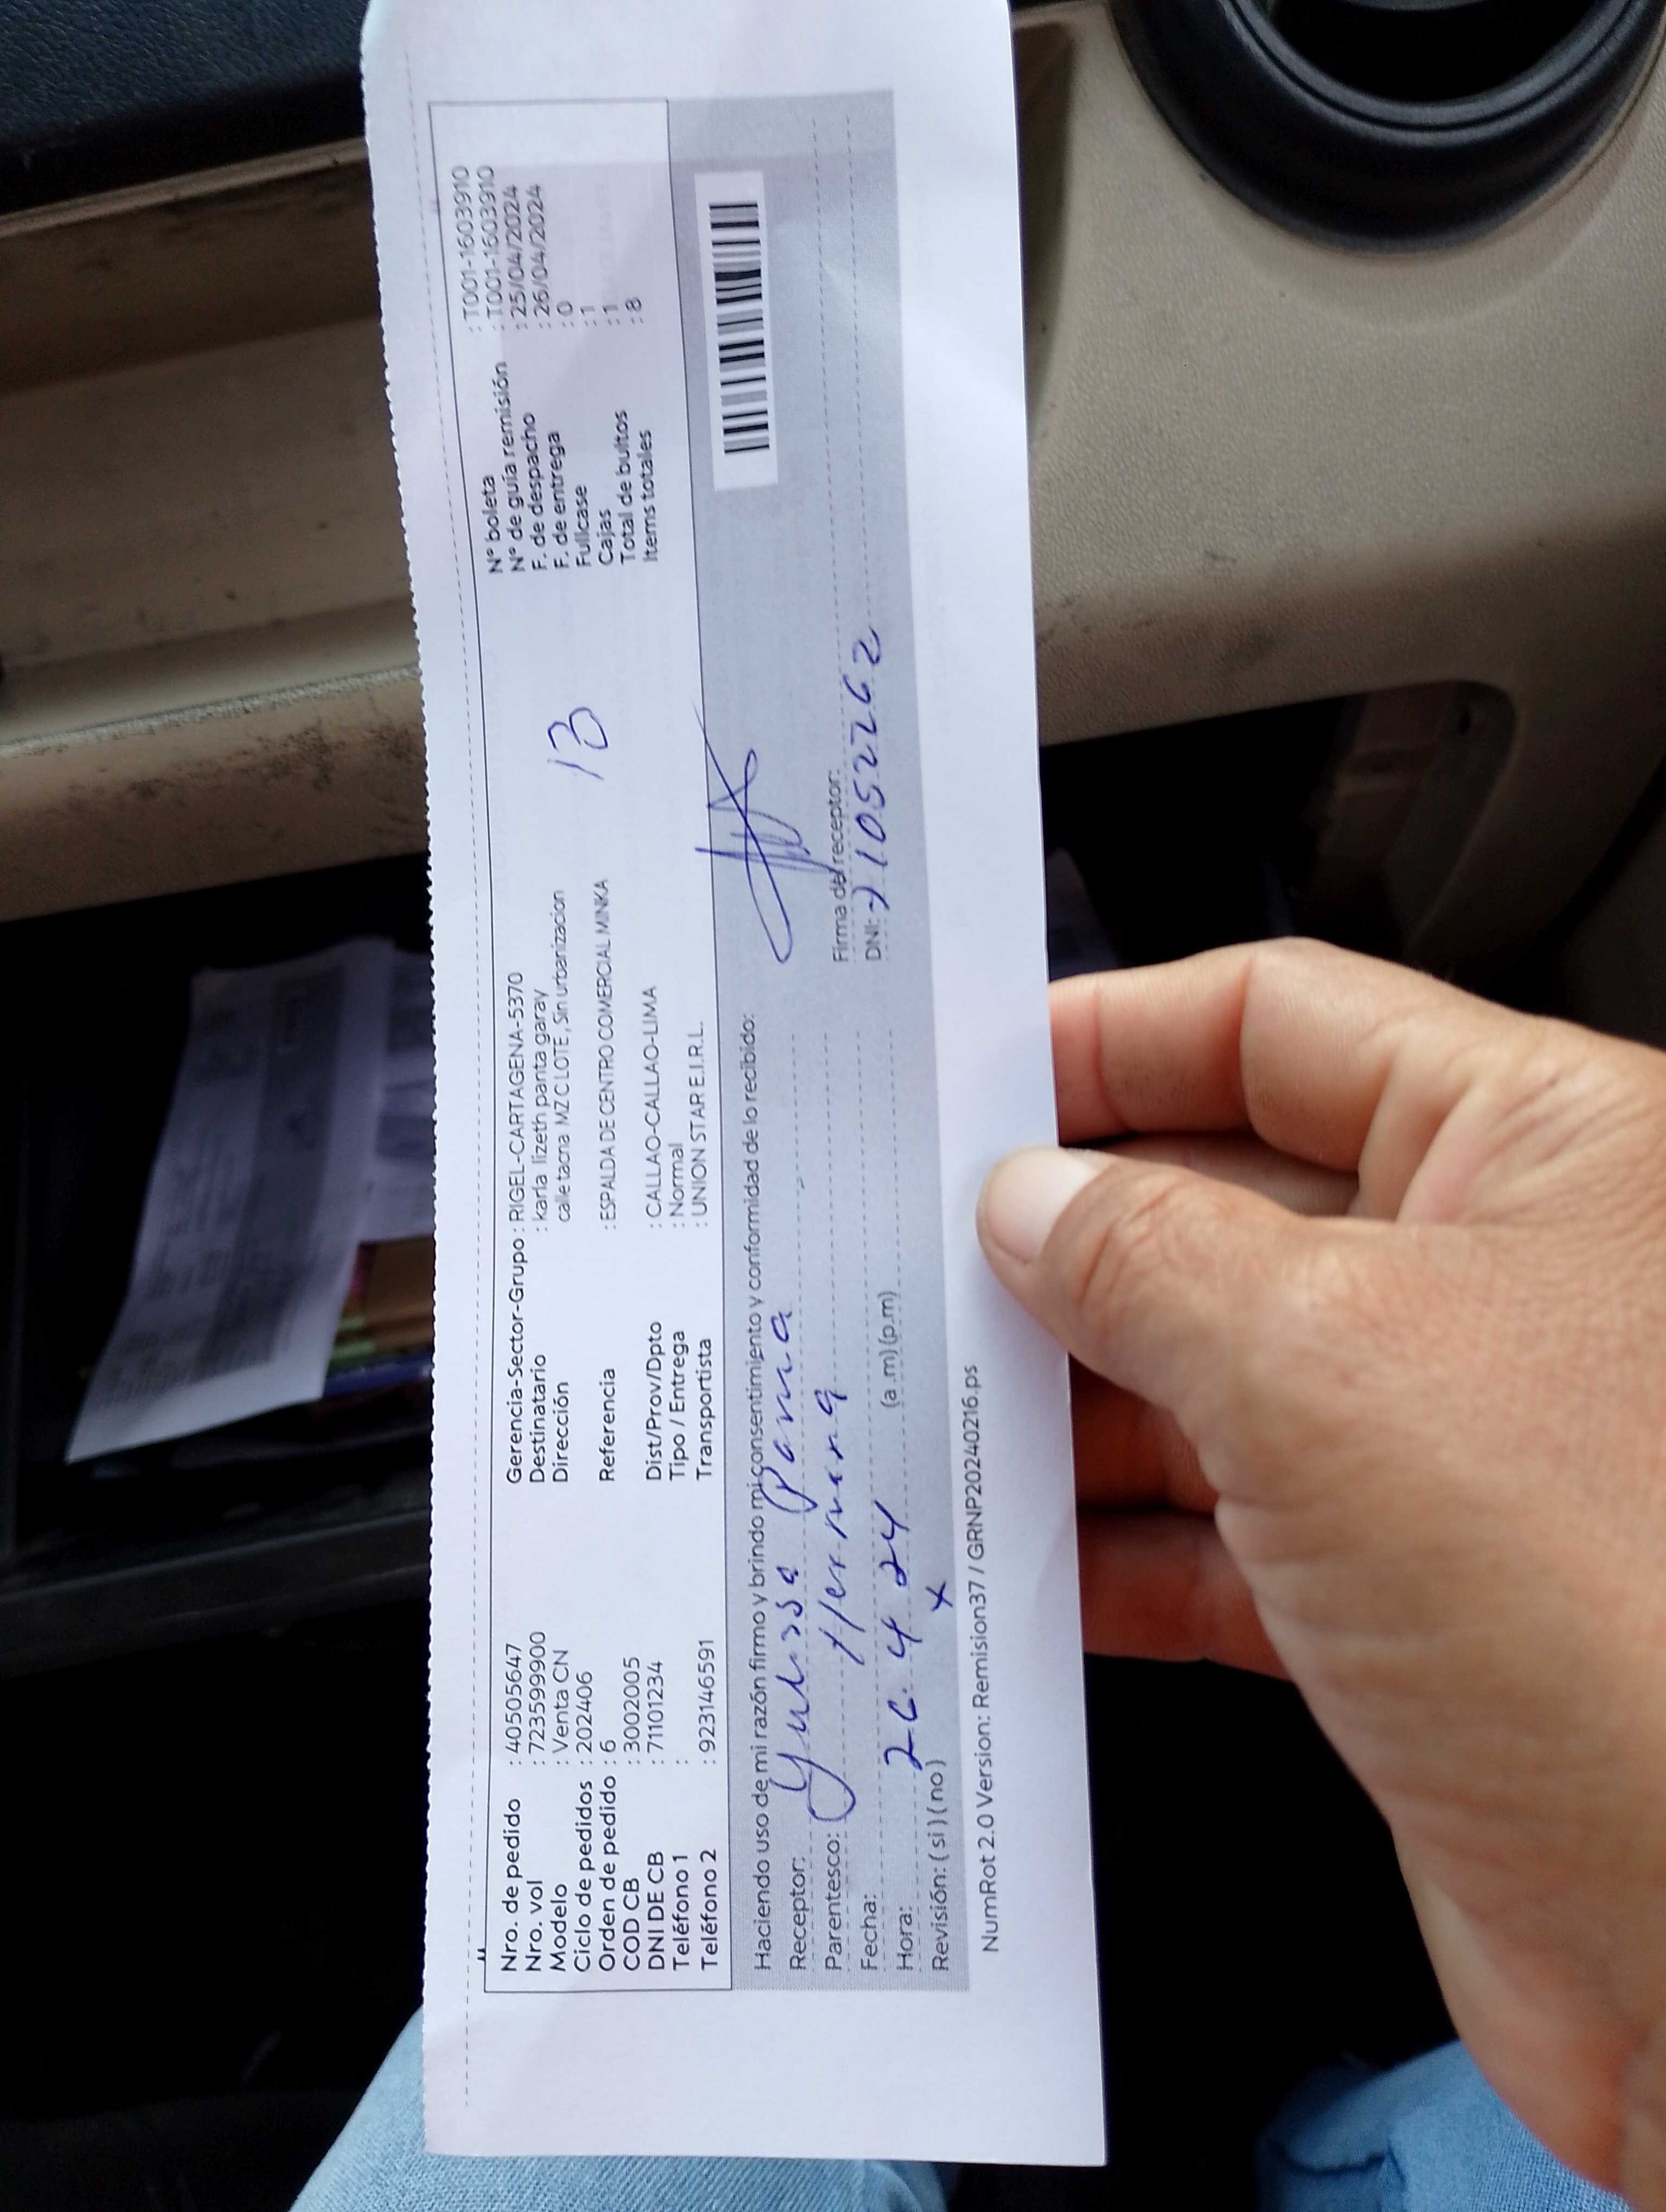 Nro. de pedido : 40505647
Nro. vol : 7235999900
Modelo : Venta CN
Ciclo de pedidos : 202406
Orden de pedido : 6
COD CB : 3002005
DNI DE CB : 71101234
Teléfono 1 :
Teléfono 2 : 923146591
Gerencia-Sector-Grupo : RIGEL-CARTAGENA-5370
Destinatario : karla lizeth panta garay
Dirección calle tacna MZ C LOTE , Sin urbanizacion
Referencia : ESPALDA DE CENTRO COMERCIAL MINKA
Dist/Prov/Dpto : CALLAO-CALLAO-LIMA
Tipo / Entrega : Normal
Transportista : UNION STAR E.I.R.L.
13
N° boleta : T001-1603910
N° de guía remisión : T001-1603910
F. de despacho : 25/04/2024
F. de entrega : 26/04/2024
Fullcase : 0
Cajas : 1
Total de bultos : 1
Items totales : 8
Haciendo uso de mi razón firmo y brindo mi consentimiento y conformidad de lo recibido:
Receptor:
Parentesco: Hermana
Fecha: 26. 4 24
Hora: (a.m) (p.m)
Revisión: ( si ) ( no ) x
Firma del receptor:
DNI: 71052262
NumRot 2.0 Version: Remision37 / GRNP20240216.ps